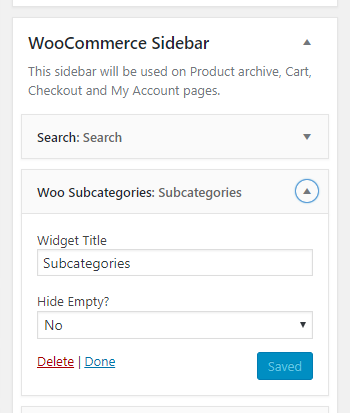 WooCommerce Sidebar
This sidebar will be used on Product archive, Cart,
Checkout and My Account pages.
Search: Search
Woo Subcategories: Subcategories
Widget Title
Subcategories
Hide Empty?
No
Delete | Done
Saved